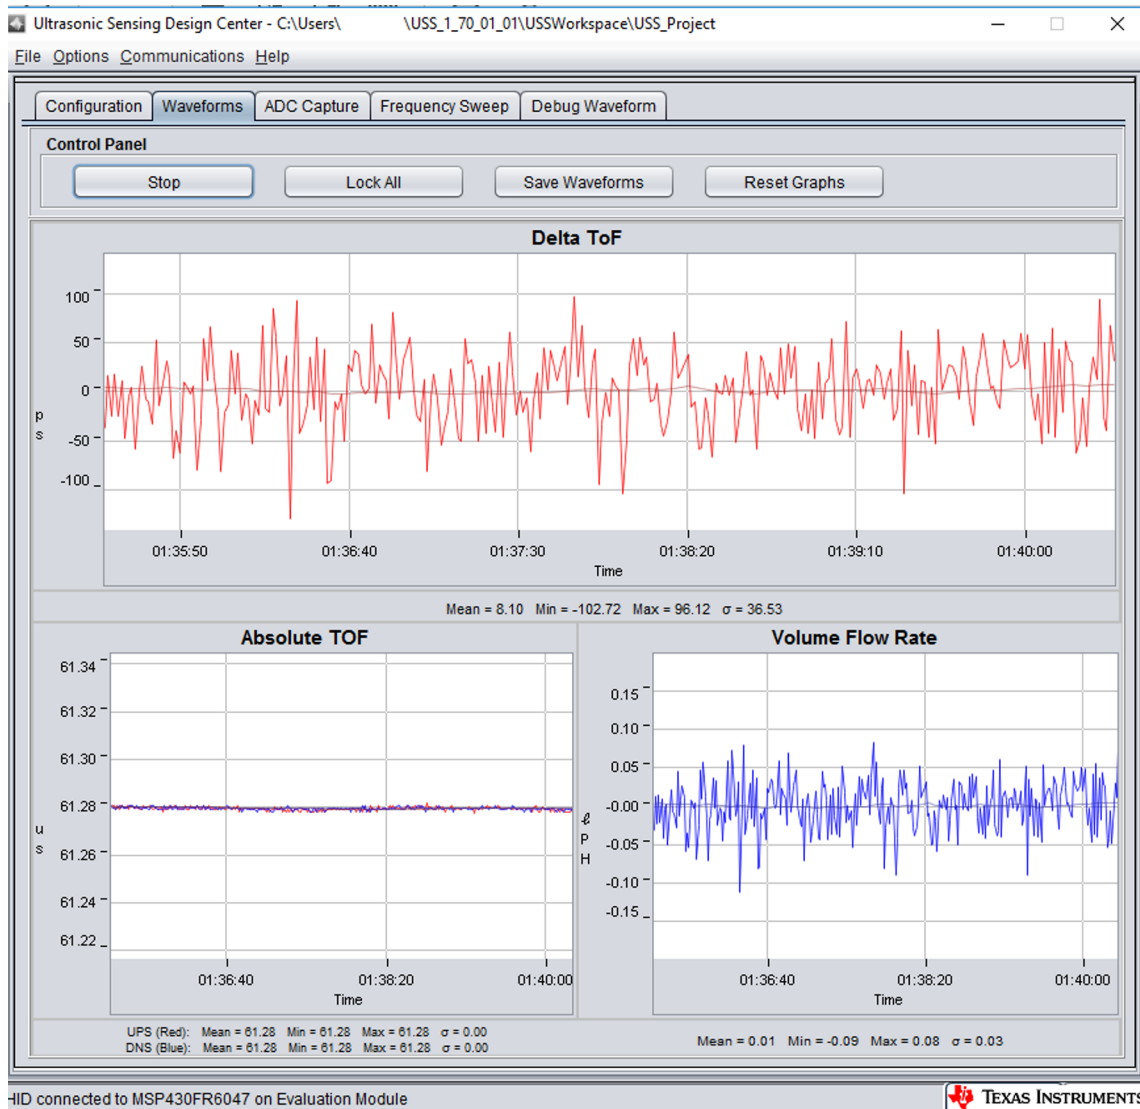 Ultrasonic Sensing Design Center - C:\Users\ \USS_1_70_01_01\USSWorkspace\USS_Project
File Options Communications Help
Configuration Waveforms ADC Capture Frequency Sweep Debug Waveform
Control Panel
Stop Lock All Save Waveforms Reset Graphs
Delta ToF
100
50
0
-50
-100
ps
01:35:50 01:36:40 01:37:30 01:38:20 01:39:10 01:40:00
Time
Mean = 8.10 Min = -102.72 Max = 96.12 σ = 36.53
Absolute TOF
61.34
61.32
61.30
61.28
61.26
61.24
61.22
us
01:36:40 01:38:20 01:40:00
Time
UPS (Red): Mean = 61.28 Min = 61.28 Max = 61.28 σ = 0.00
DNS (Blue): Mean = 61.28 Min = 61.28 Max = 61.28 σ = 0.00
Volume Flow Rate
0.15
0.10
0.05
-0.00
-0.05
-0.10
-0.15
ℓPH
01:36:40 01:38:20 01:40:00
Time
Mean = 0.01 Min = -0.09 Max = 0.08 σ = 0.03
HID connected to MSP430FR6047 on Evaluation Module
TEXAS INSTRUMENTS